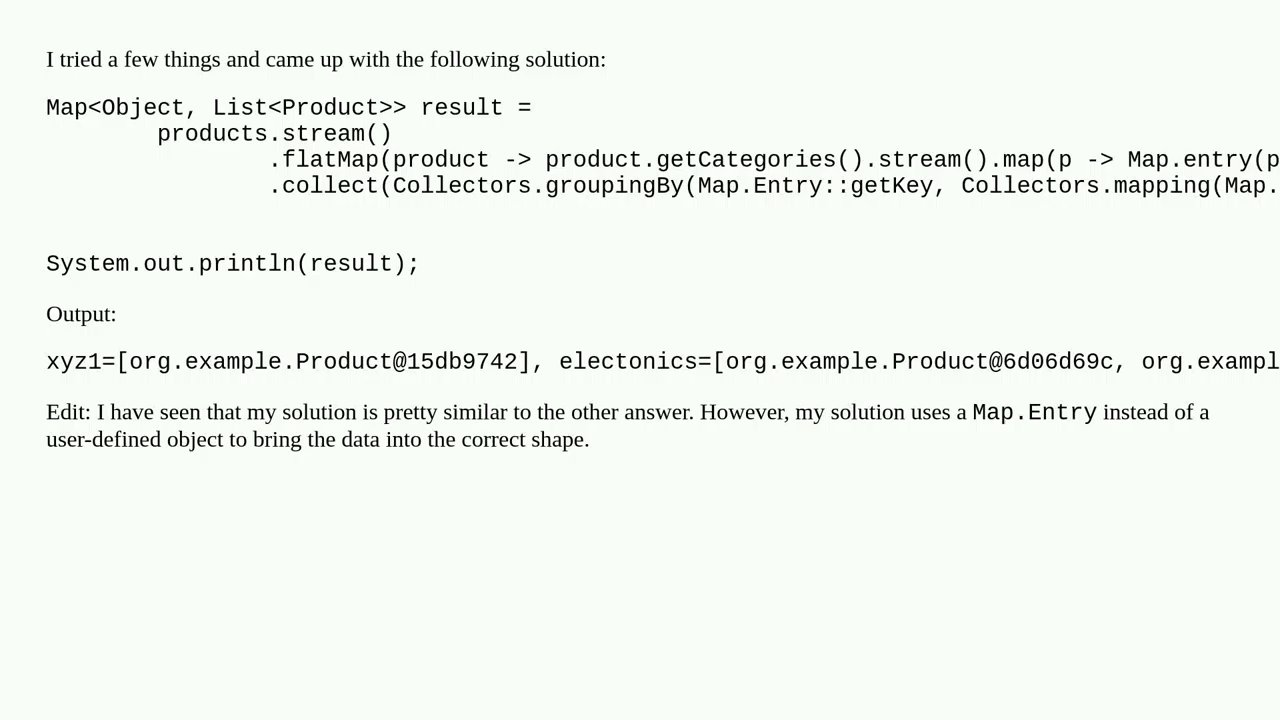 I tried a few things and came up with the following solution:
Map<Object, List<Product>> result =
        products.stream()
                .flatMap(product -> product.getCategories().stream().map(p -> Map.entry(p
                .collect(Collectors.groupingBy(Map.Entry::getKey, Collectors.mapping(Map.
System.out.println(result);
Output:
xyz1=[org.example.Product@15db9742], electonics=[org.example.Product@6d06d69c, org.exampl
Edit: I have seen that my solution is pretty similar to the other answer. However, my solution uses a Map.Entry instead of a
user-defined object to bring the data into the correct shape.